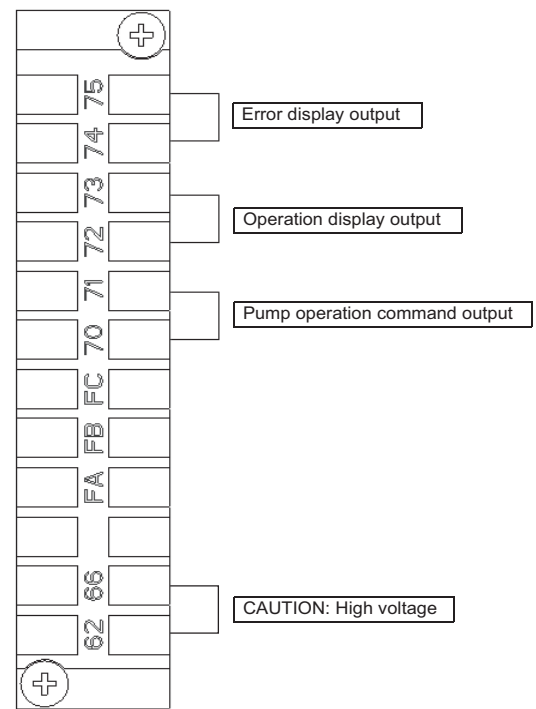 75
Error display output
74
73
Operation display output
72
71
Pump operation command output
70
FC
FB
FA
66
CAUTION: High voltage
62